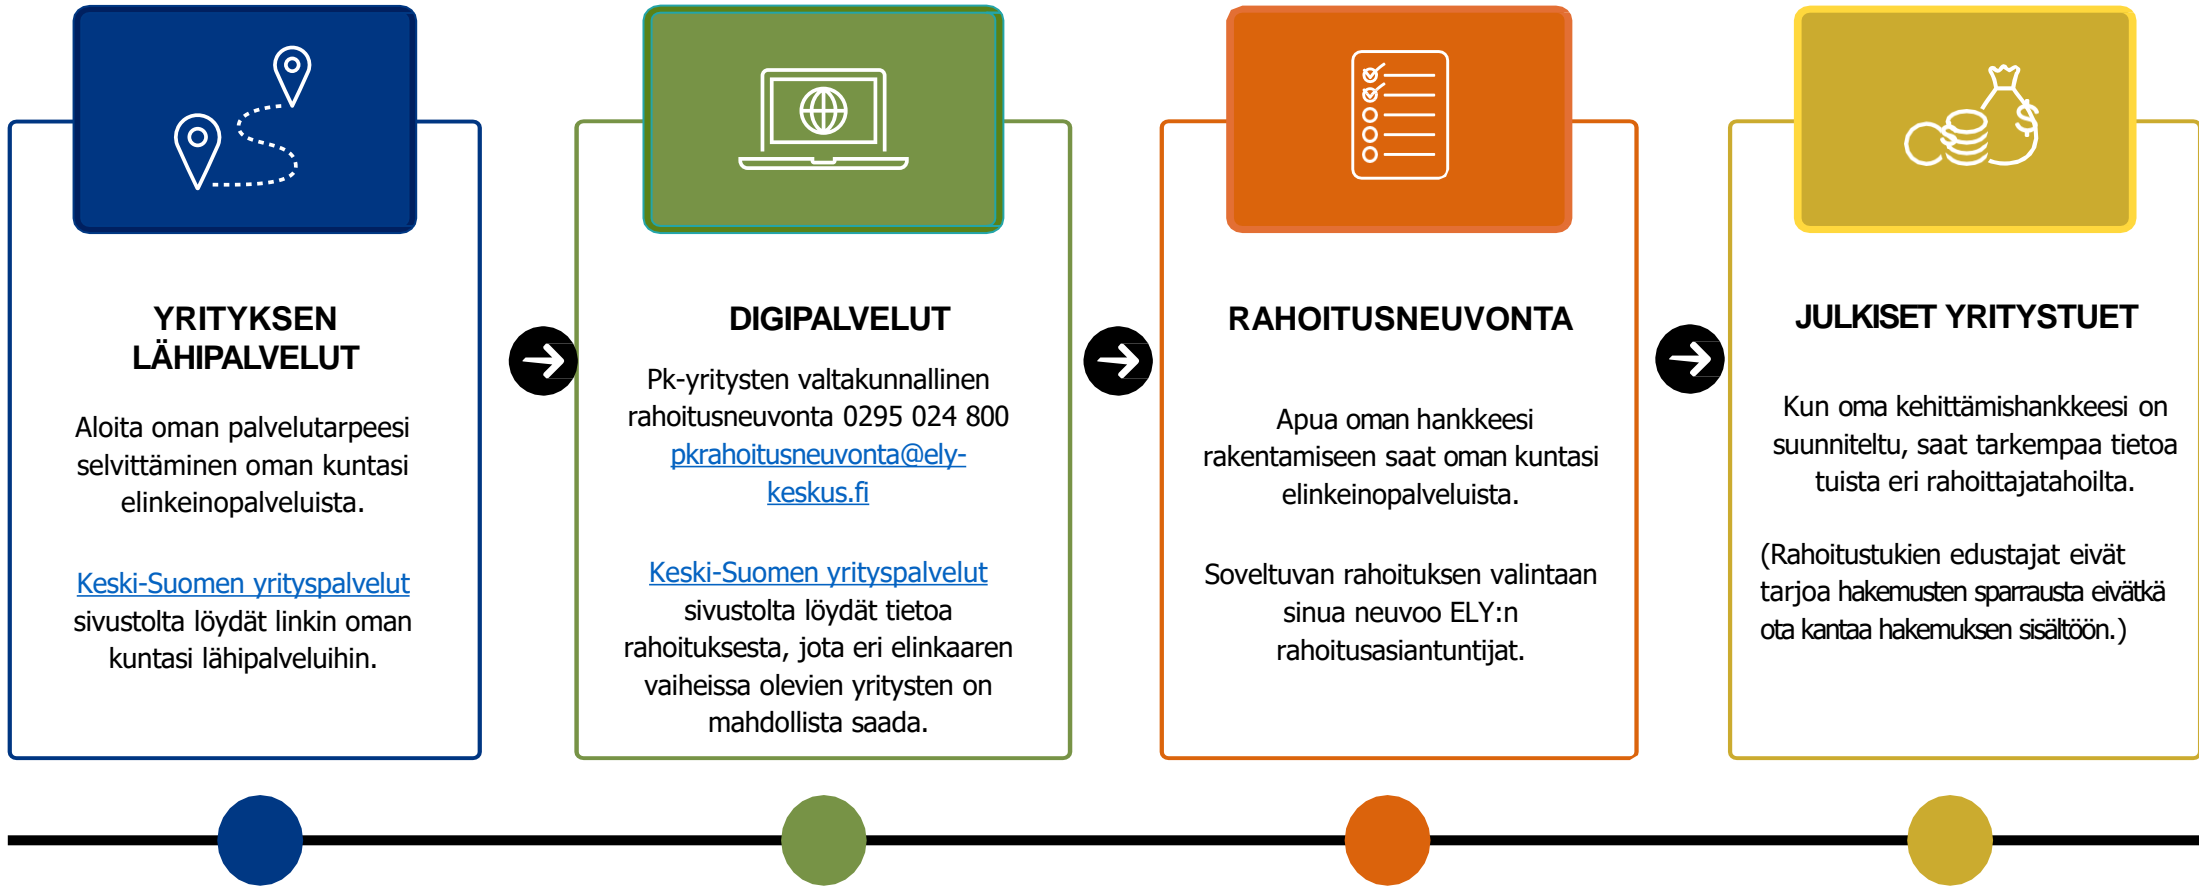 YRITYKSEN
LÄHIPALVELUT
Aloita oman palvelutarpeesi
selvittäminen oman kuntasi
elinkeinopalveluista.
Keski-Suomen yrityspalvelut
sivustolta löydät linkin oman
kuntasi lähipalveluihin.
DIGIPALVELUT
Pk-yritysten valtakunnallinen
rahoitusneuvonta 0295 024 800
pkrahoitusneuvonta@ely-
keskus.fi
Keski-Suomen yrityspalvelut
sivustolta löydät tietoa
rahoituksesta, jota eri elinkaaren
vaiheissa olevien yritysten on
mahdollista saada.
RAHOITUSNEUVONTA
Apua oman hankkeesi
rakentamiseen saat oman kuntasi
elinkeinopalveluista.
Soveltuvan rahoituksen valintaan
sinua neuvoo ELY:n
rahoitusasiantuntijat.
JULKISET YRITYSTUET
Kun oma kehittämishankkeesi on
suunniteltu, saat tarkempaa tietoa
tuista eri rahoittajatahoilta.
(Rahoitustukien edustajat eivät
tarjoa hakemusten sparrausta eivätkä
ota kantaa hakemuksen sisältöön.)